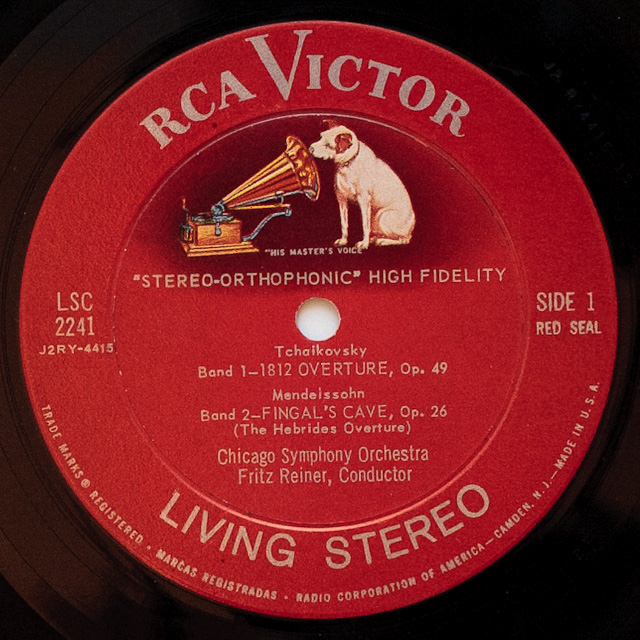 RCA VICTOR
"HIS MASTER'S VOICE"
"STEREO-ORTHOPHONIC" HIGH FIDELITY
LSC
2241
J2RY-4415
SIDE 1
RED SEAL
Tchaikovsky
Band 1—1812 OVERTURE, Op. 49
Mendelssohn
Band 2—FINGAL'S CAVE, Op. 26
(The Hebrides Overture)
Chicago Symphony Orchestra
Fritz Reiner, Conductor
LIVING STEREO
TRADE MARKS ® REGISTERED • MARCAS REGISTRADAS • RADIO CORPORATION OF AMERICA—CAMDEN, N.J.—MADE IN U.S.A.